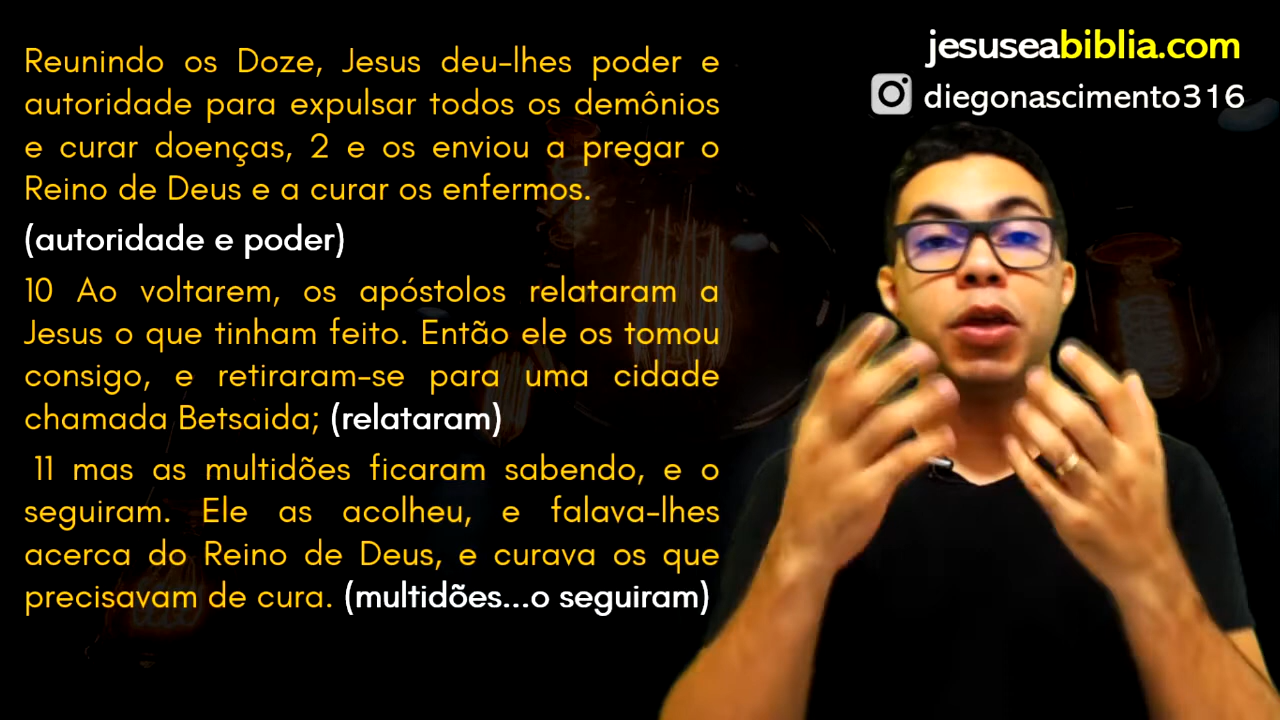 Reunindo os Doze, Jesus deu-lhes poder e
autoridade para expulsar todos os demônios
e curar doenças, 2 e os enviou a pregar o
Reino de Deus e a curar os enfermos.
(autoridade e poder)
10 Ao voltarem, os apóstolos relataram a
Jesus o que tinham feito. Então ele os tomou
consigo, e retiraram-se para uma cidade
chamada Betsaida; (relataram)
11 mas as multidões ficaram sabendo, e o
seguiram. Ele as acolheu, e falava-lhes
acerca do Reino de Deus, e curava os que
precisavam de cura. (multidões...o seguiram)
jesuseabiblia.com
diegonascimento316